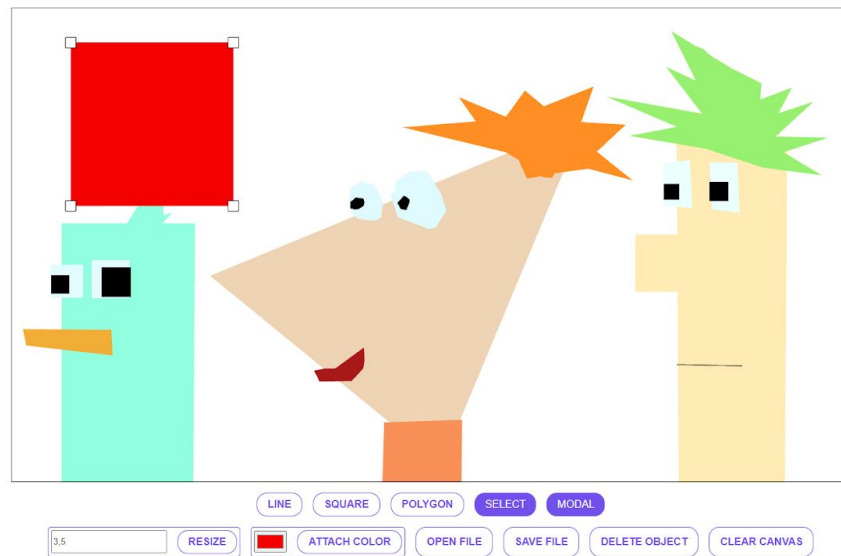 LINE SQUARE POLYGON SELECT MODAL
3,5 RESIZE ATTACH COLOR OPEN FILE SAVE FILE DELETE OBJECT CLEAR CANVAS